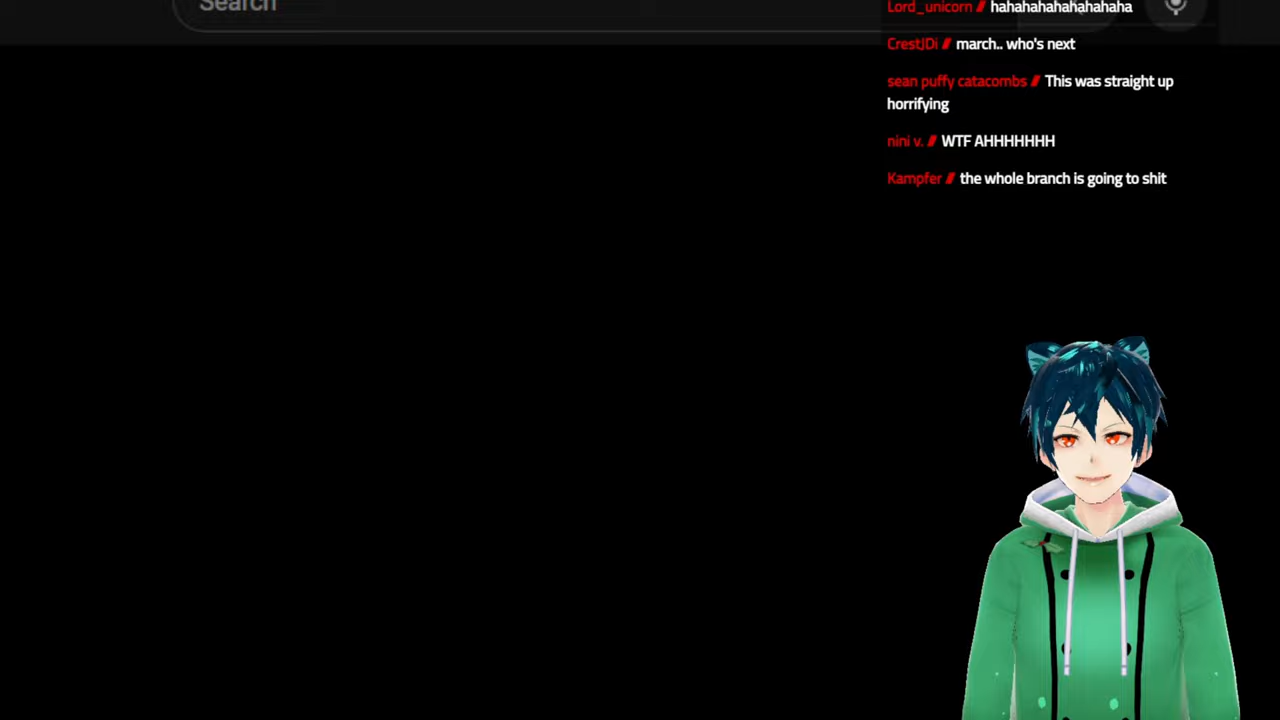 Search
Lord_unicorn // hahahahahahahahaha
CrestJDi // march.. who's next
sean puffy catacombs // This was straight up
horrifying
nini v. // WTF AHHHHHHH
Kampfer // the whole branch is going to shit